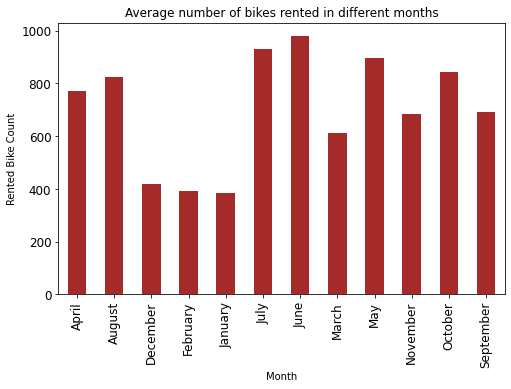 Average number of bikes rented in different months
Rented Bike Count
1000
800
600
400
200
0
April
August
December
February
January
July
June
March
May
November
October
September
Month